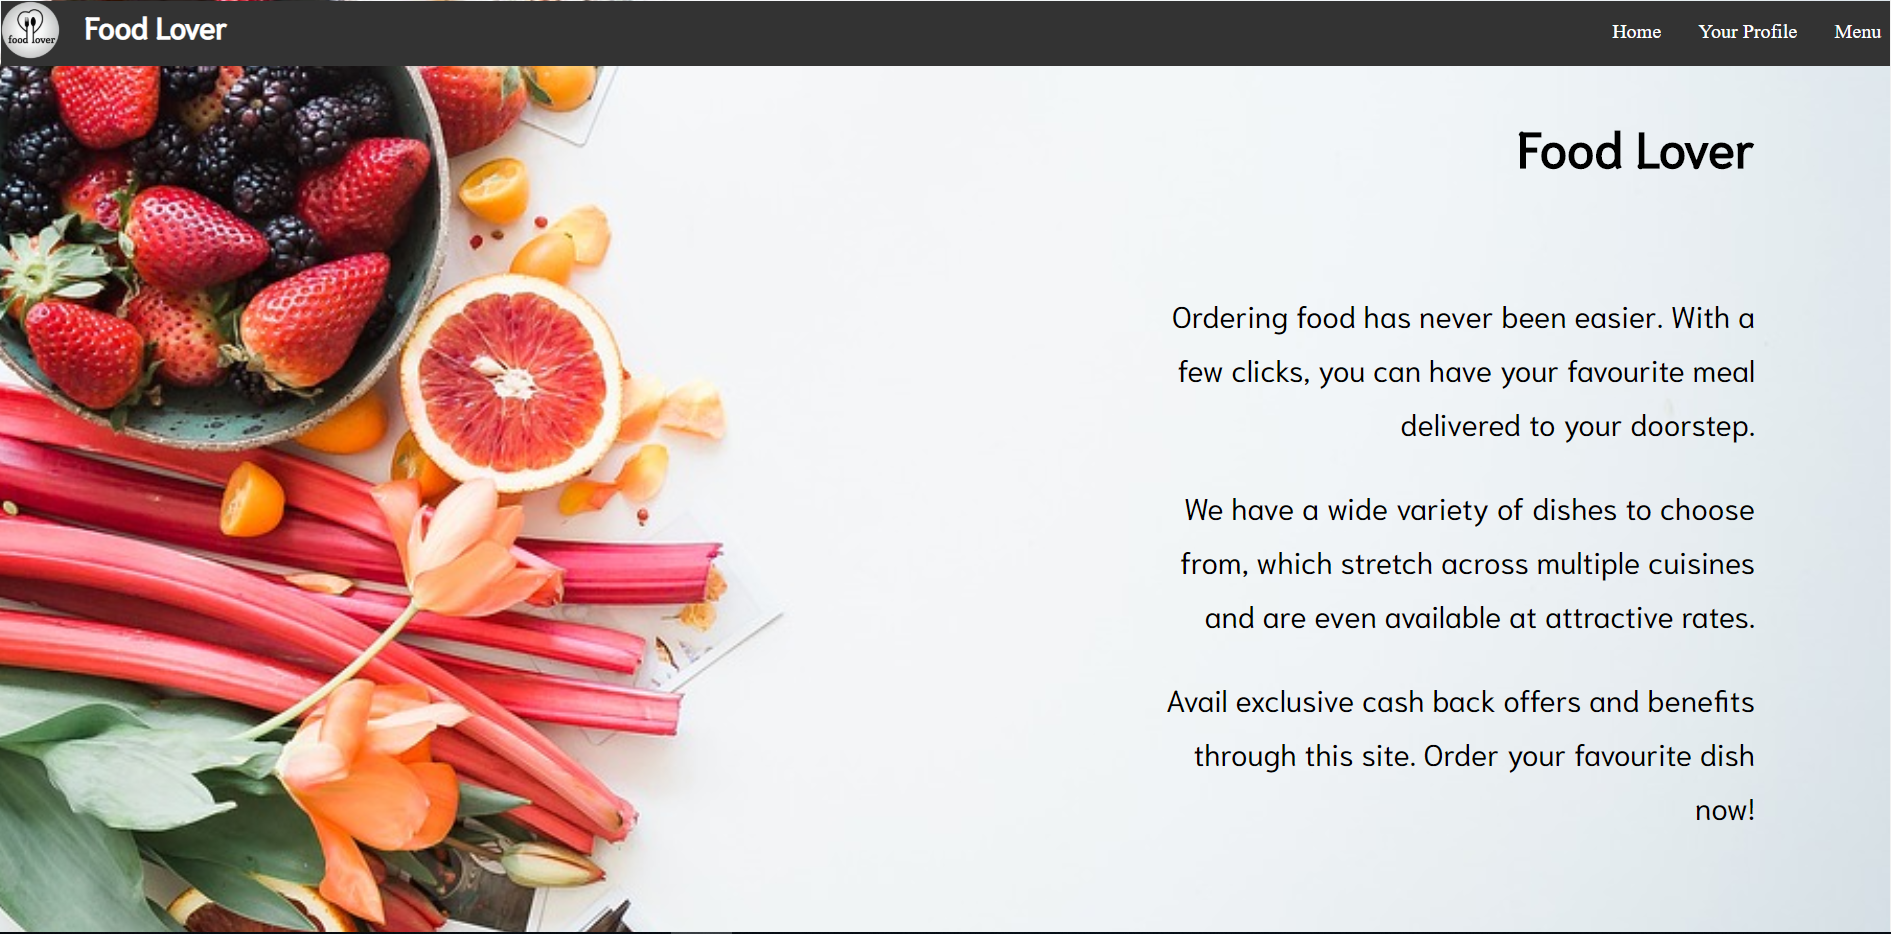 food lover
Food Lover
Home
Your Profile
Menu
Food Lover
Ordering food has never been easier. With a
few clicks, you can have your favourite meal
delivered to your doorstep.
We have a wide variety of dishes to choose
from, which stretch across multiple cuisines
and are even available at attractive rates.
Avail exclusive cash back offers and benefits
through this site. Order your favourite dish
now!